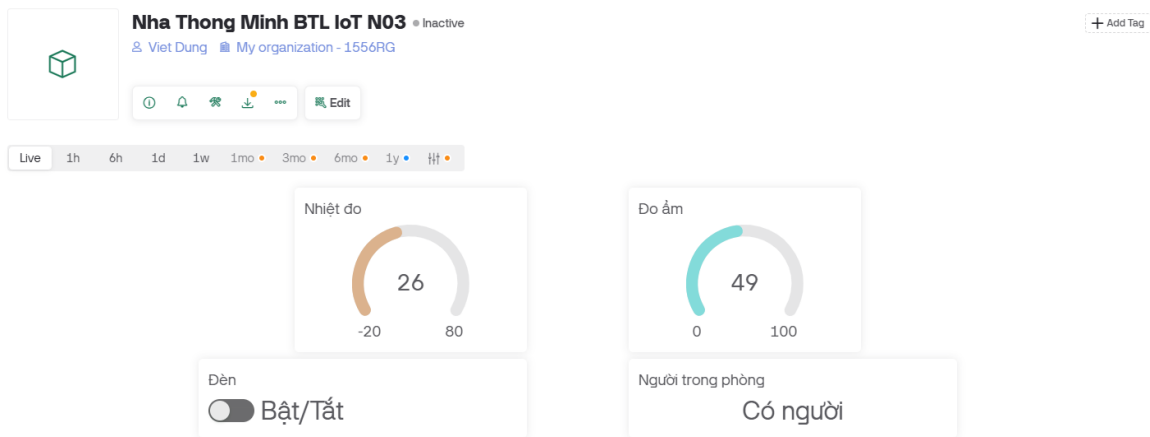 Nha Thong Minh BTL IoT N03 Inactive
Add Tag
Viet Dung My organization - 1556RG
Edit
Live 1h 6h 1d 1w 1mo 3mo 6mo 1y
Nhiệt đo
26
-20 80
Đo ẩm
49
0 100
Đèn
Bật/Tắt
Người trong phòng
Có người